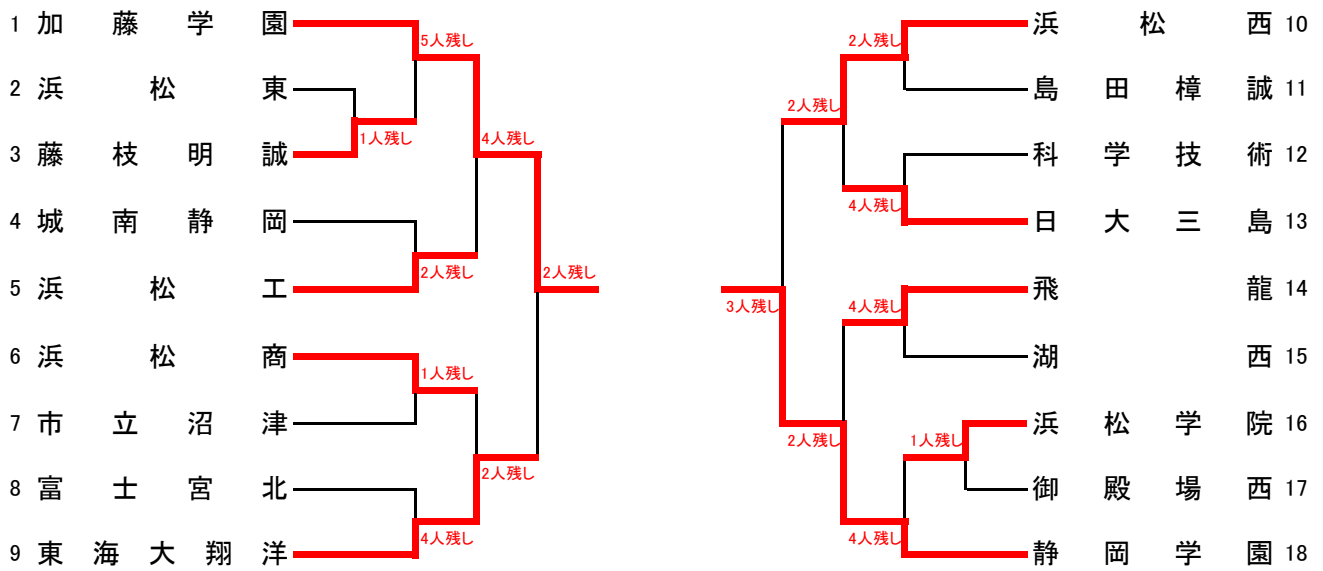 1 加藤学園
5人残し
2 浜松東
1人残し
3 藤枝明誠
4人残し
4 城南静岡
2人残し
5 浜松工
2人残し
6 浜松商
1人残し
7 市立沼津
2人残し
8 富士宮北
4人残し
9 東海大翔洋
浜松西 10
2人残し
島田樟誠 11
2人残し
科学技術 12
4人残し
日大三島 13
飛龍 14
3人残し
4人残し
湖西 15
浜松学院 16
2人残し
1人残し
御殿場西 17
4人残し
静岡学園 18